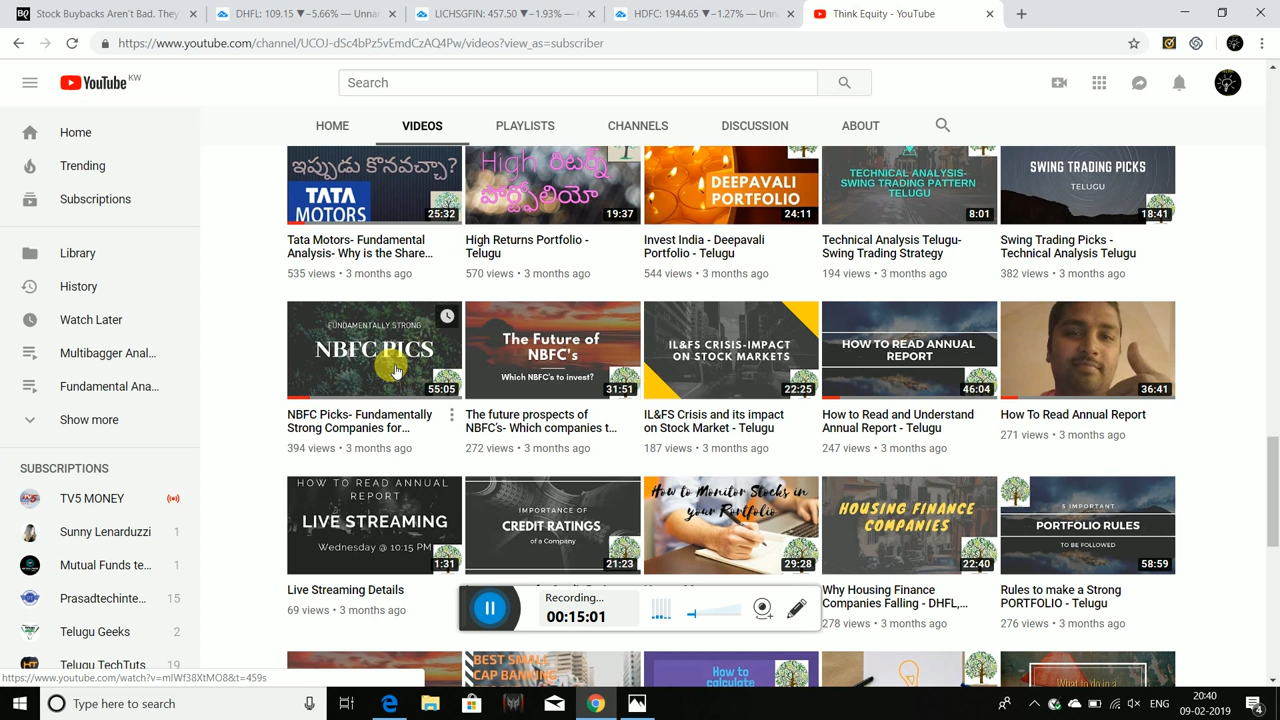 Stock Buybacks Ain't Bad. They
DHFL: 109.15 ▼−5.66% — Unna
LICHSGFIN: 457.50 ▼−1.93% —
HDFC: 1944.65 ▼−1.27% — Unn
Think Equity - YouTube
https://www.youtube.com/channel/UCOJ-dSc4bPz5vEmdCzAQ4Pw/videos?view_as=subscriber
YouTube KW
Search
HOME
VIDEOS
PLAYLISTS
CHANNELS
DISCUSSION
ABOUT
Home
Trending
Subscriptions
Library
History
Watch Later
Multibagger Anal...
Fundamental Ana...
Show more
SUBSCRIPTIONS
TV5 MONEY
Sunny Lenarduzzi 1
Mutual Funds te... 1
Prasadtechinte... 15
Telugu Geeks 2
Telugu TechTuts 19
ఇప్పుడు కొనవచ్చా?
TATA
MOTORS
25:32
Tata Motors- Fundamental
Analysis- Why is the Share...
535 views • 3 months ago
High రిటర్న్
పోర్ట్ఫోలియో
19:37
High Returns Portfolio -
Telugu
570 views • 3 months ago
DEEPAVALI
PORTFOLIO
24:11
Invest India - Deepavali
Portfolio - Telugu
544 views • 3 months ago
TECHNICAL ANALYSIS-
SWING TRADING PATTERN
TELUGU
8:01
Technical Analysis Telugu-
Swing Trading Strategy
194 views • 3 months ago
SWING TRADING PICKS
TELUGU
18:41
Swing Trading Picks -
Technical Analysis Telugu
382 views • 3 months ago
FUNDAMENTALLY STRONG
NBFC PICS
55:05
NBFC Picks- Fundamentally
Strong Companies for...
394 views • 3 months ago
The Future of
NBFC's
Which NBFC's to invest?
31:51
The future prospects of
NBFC's- Which companies t...
272 views • 3 months ago
IL&FS CRISIS-IMPACT
ON STOCK MARKETS
22:25
IL&FS Crisis and its impact
on Stock Market - Telugu
187 views • 3 months ago
HOW TO READ ANNUAL
REPORT
46:04
How to Read and Understand
Annual Report - Telugu
247 views • 3 months ago
36:41
How To Read Annual Report
271 views • 3 months ago
HOW TO READ ANNUAL
REPORT
LIVE STREAMING
Wednesday @ 10:15 PM
1:31
Live Streaming Details
69 views • 3 months ago
IMPORTANCE OF
CREDIT RATINGS
of a Company
21:23
How to Monitor Stocks in
your Portfolio
29:28
HOUSING FINANCE
COMPANIES
22:40
Why Housing Finance
Companies Falling - DHFL,...
278 views • 3 months ago
5 IMPORTANT
PORTFOLIO RULES
TO BE FOLLOWED
58:59
Rules to make a Strong
PORTFOLIO - Telugu
276 views • 3 months ago
Recording...
00:15:01
BEST SMALL
CAP BANKING
How to
calculate
What to do in a
https://www.youtube.com/watch?v=mIWf38XtMO8&t=459s
Type here to search
ENG
20:40
09-02-2019
4